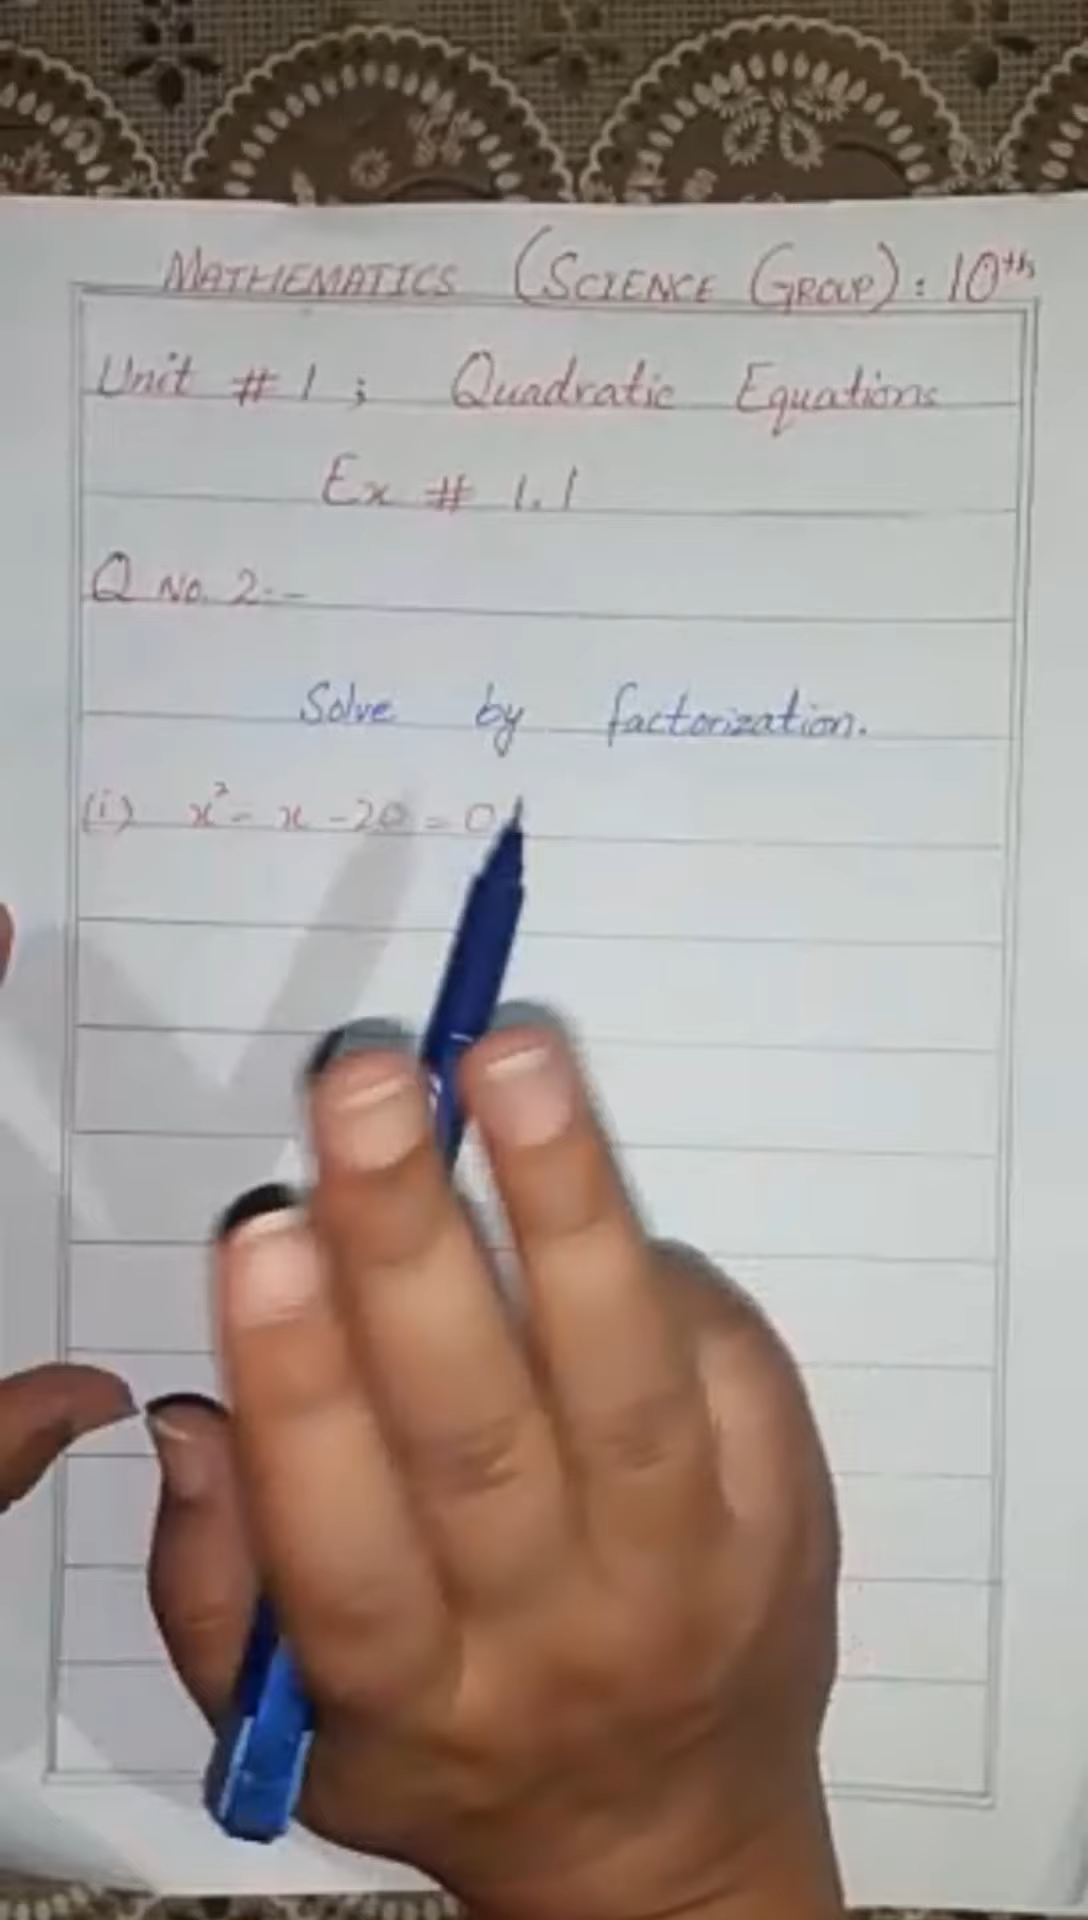 MATHEMATICS (SCIENCE GROUP): 10th
Unit # 1 ; Quadratic Equations
Ex # 1.1
Q No. 2:-
Solve by factorization.
(i) x² - x - 20 = 0